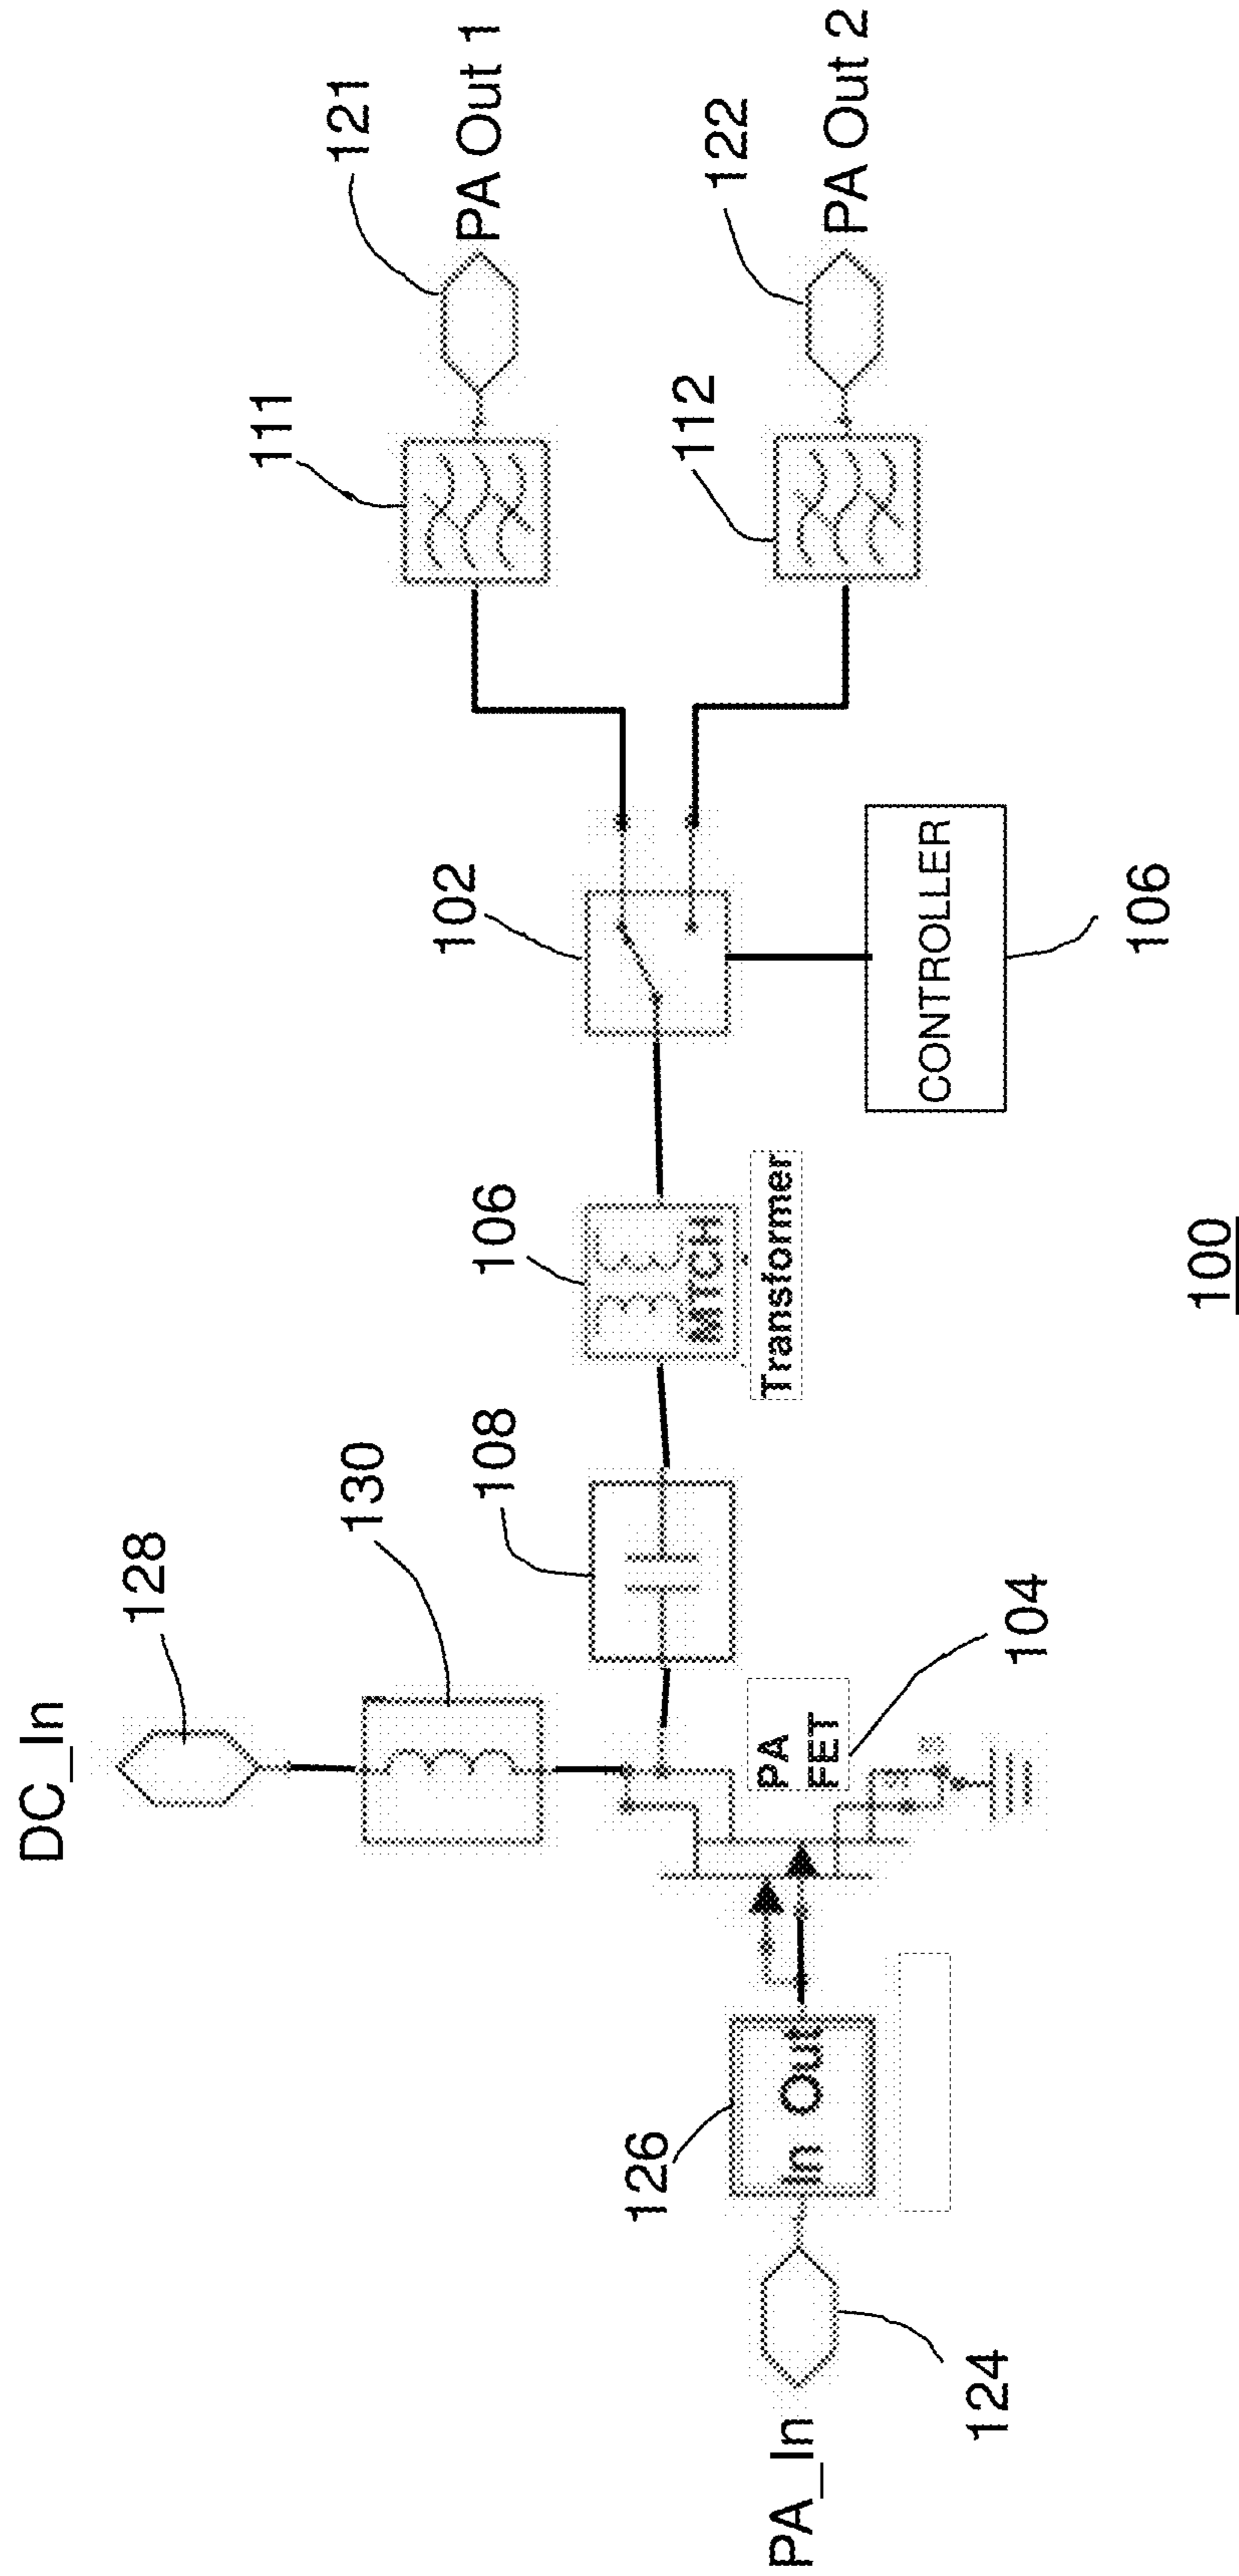 DC_In
128
130
108
106
Transformer
MTCH
102
111
121
PA Out 1
112
122
PA Out 2
CONTROLLER
106
PA
FET
104
126
In Out
PA_In
124
100